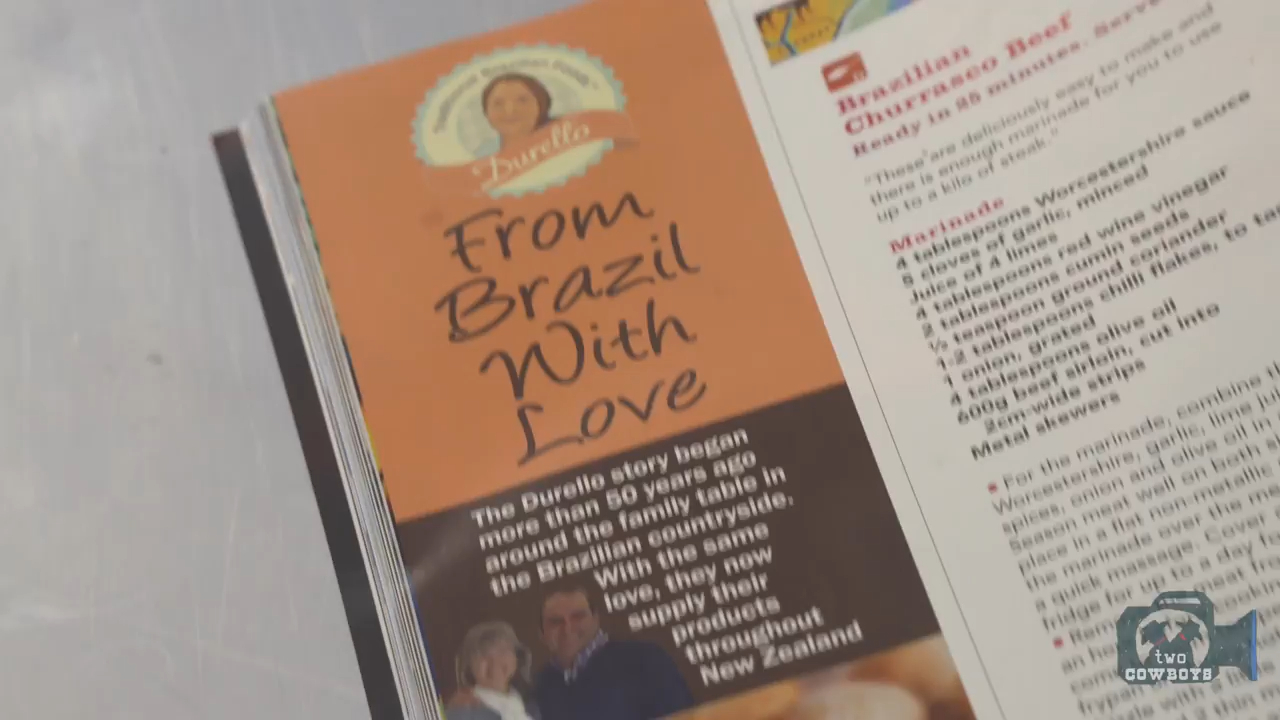 Durello
From
Brazil
With
Love
The Durello story began
more than 50 years ago
around the family table in
the Brazilian countryside.
With the same
love, they now
supply their
products
throughout
New Zealand
Brazilian
Churrasco Beef
Ready in 25 minutes. Serve
"These are deliciously easy to make and
there is enough marinade for you to use
up to a kilo of steak."
Marinade
4 tablespoons Worcestershire sauce
5 cloves of garlic, minced
Juice of 4 limes
4 tablespoons red wine vinegar
2 tablespoons cumin seeds
½ teaspoon ground coriander
1-2 tablespoons chilli flakes, to
1 onion, grated
4 tablespoons olive oil
600g beef sirloin, cut into
2cm-wide strips
Metal skewers
For the marinade, combine
Worcestershire, garlic, lime
spices, onion and olive oil in
Season meat well on both
place in a flat non-metallic
the marinade over the
a quick massage. Cover
fridge for up to a day
two
COWBOYS